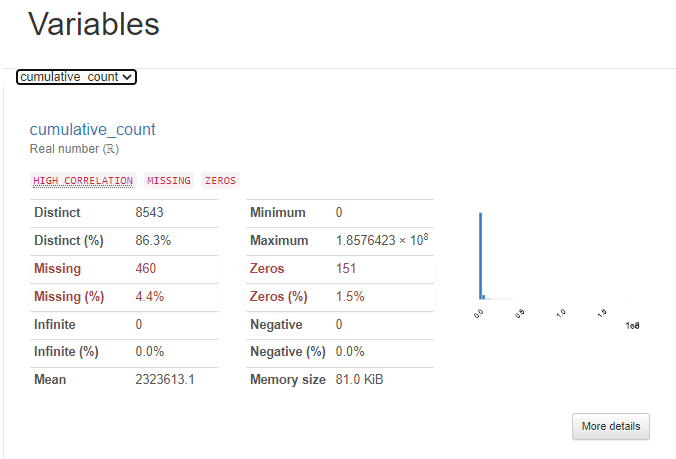 Variables
cumulative_count
cumulative_count
Real number (ℝ)
HIGH CORRELATION MISSING ZEROS
Distinct 8543 Minimum 0
Distinct (%) 86.3% Maximum 1.8576423 × 10⁸
Missing 460 Zeros 151
Missing (%) 4.4% Zeros (%) 1.5%
Infinite 0 Negative 0
Infinite (%) 0.0% Negative (%) 0.0%
Mean 2323613.1 Memory size 81.0 KiB
0.0 0.5 1.0 1.5
1e8
More details